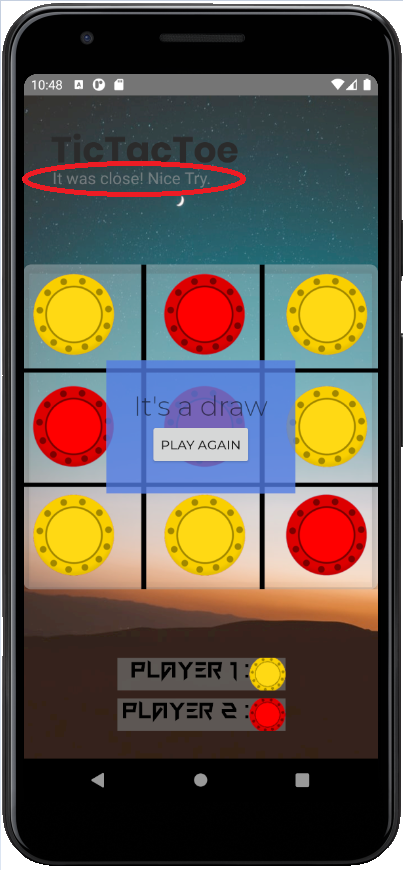 10:48
TicTacToe
It was close! Nice Try.
It's a draw
PLAY AGAIN
PLAYER 1 :
PLAYER 2 :